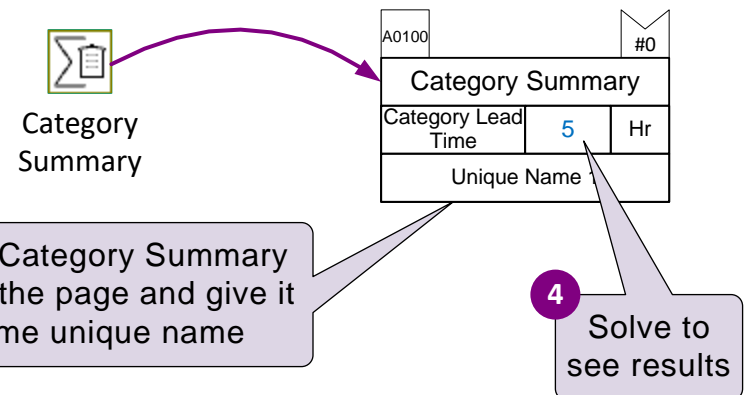 A0100
#0
Category Summary
Category
Summary
Category Lead
Time
5
Hr
Unique Name
Category Summary
the page and give it
me unique name
4
Solve to
see results